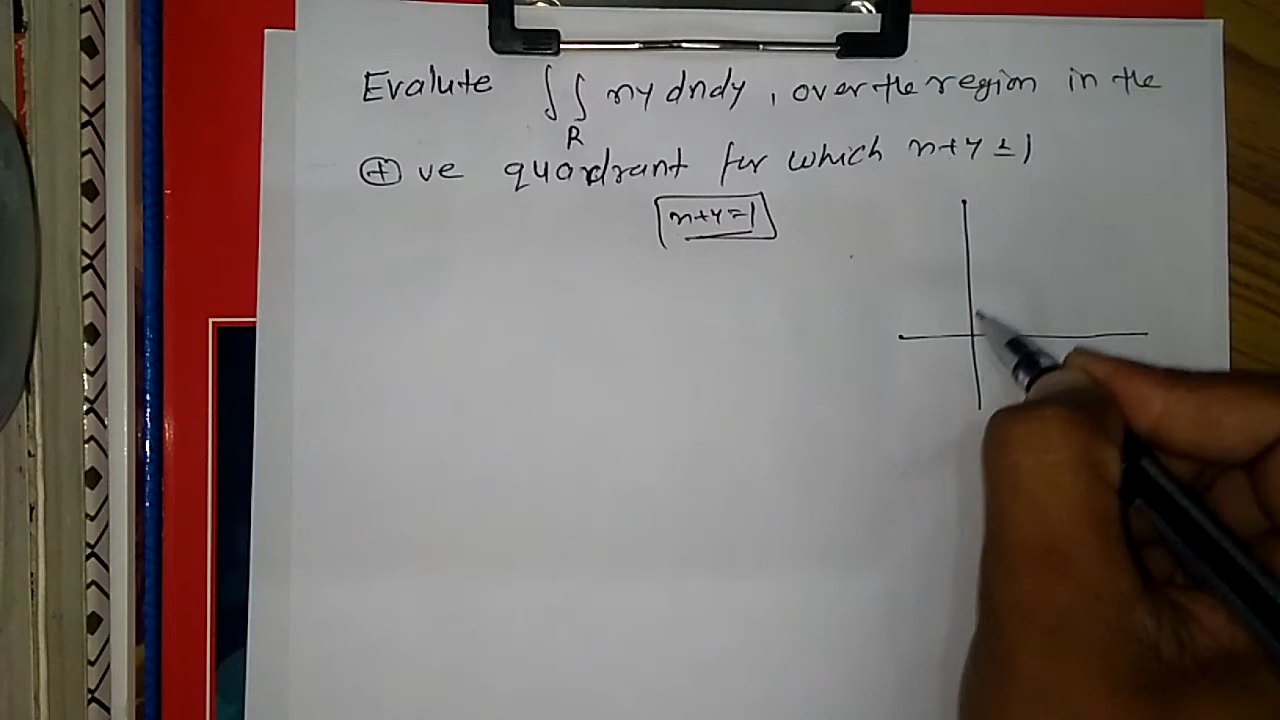 Evalute ∫∫ xy dxdy, over the region in the
R
⊕ ve quadrant for which x+y ≤ 1
x+y=1